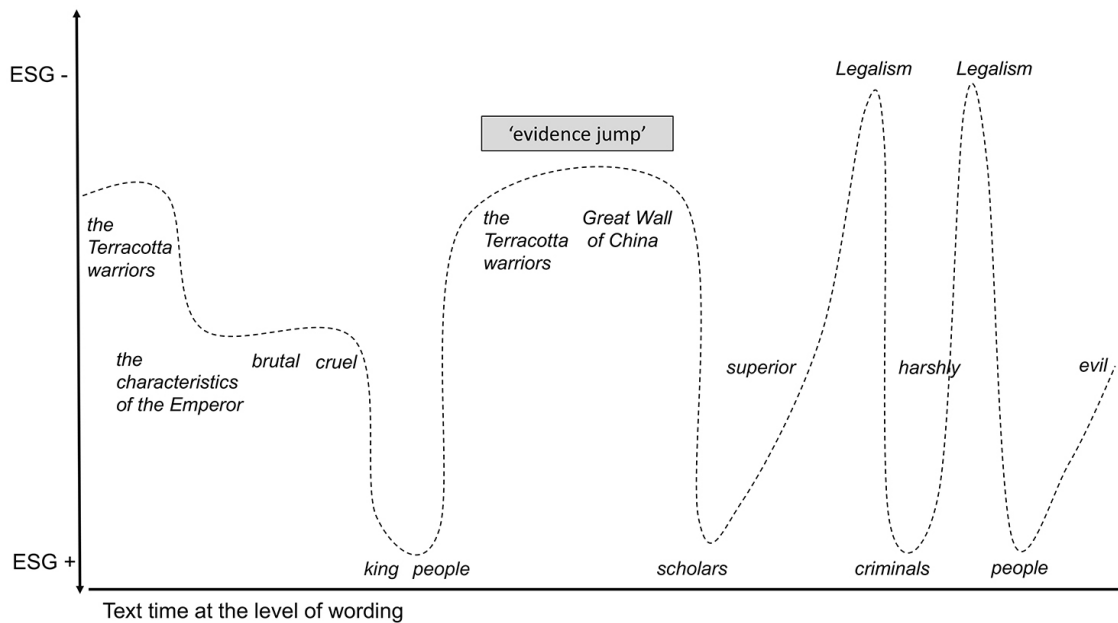 ESG -
Legalism
Legalism
'evidence jump'
the
Terracotta
warriors
the
Terracotta
warriors
Great Wall
of China
the
characteristics
of the Emperor
brutal
cruel
superior
harshly
evil
ESG +
king
people
scholars
criminals
people
Text time at the level of wording